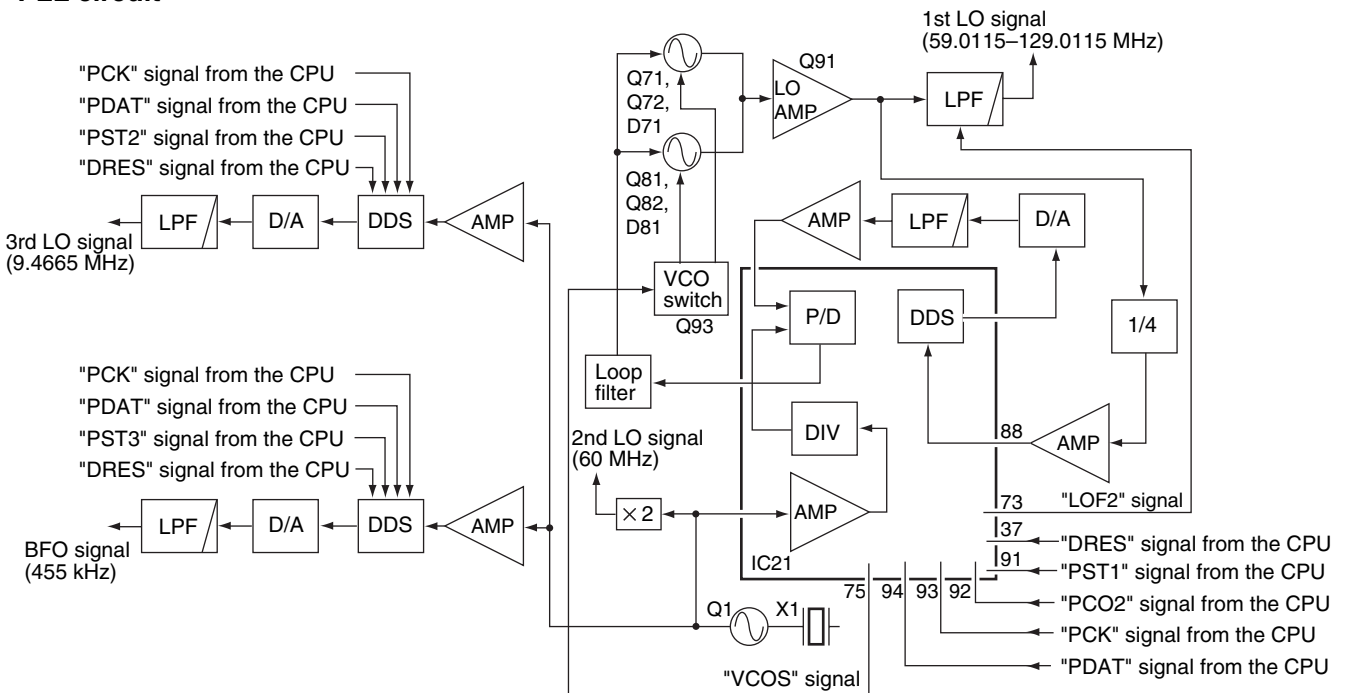 1st LO signal
(59.0115–129.0115 MHz)
"PCK" signal from the CPU
"PDAT" signal from the CPU
"PST2" signal from the CPU
"DRES" signal from the CPU
LPF
D/A
DDS
AMP
3rd LO signal
(9.4665 MHz)
Q71,
Q72,
D71
Q81,
Q82,
D81
Q91
LO
AMP
LPF
AMP
LPF
D/A
VCO
switch
Q93
P/D
DDS
1/4
Loop
filter
DIV
88
AMP
2nd LO signal
(60 MHz)
× 2
AMP
IC21
"PCK" signal from the CPU
"PDAT" signal from the CPU
"PST3" signal from the CPU
"DRES" signal from the CPU
LPF
D/A
DDS
AMP
BFO signal
(455 kHz)
73
"LOF2" signal
37
"DRES" signal from the CPU
91
"PST1" signal from the CPU
75
94
93
92
"PCO2" signal from the CPU
"PCK" signal from the CPU
"PDAT" signal from the CPU
Q1
X1
"VCOS" signal